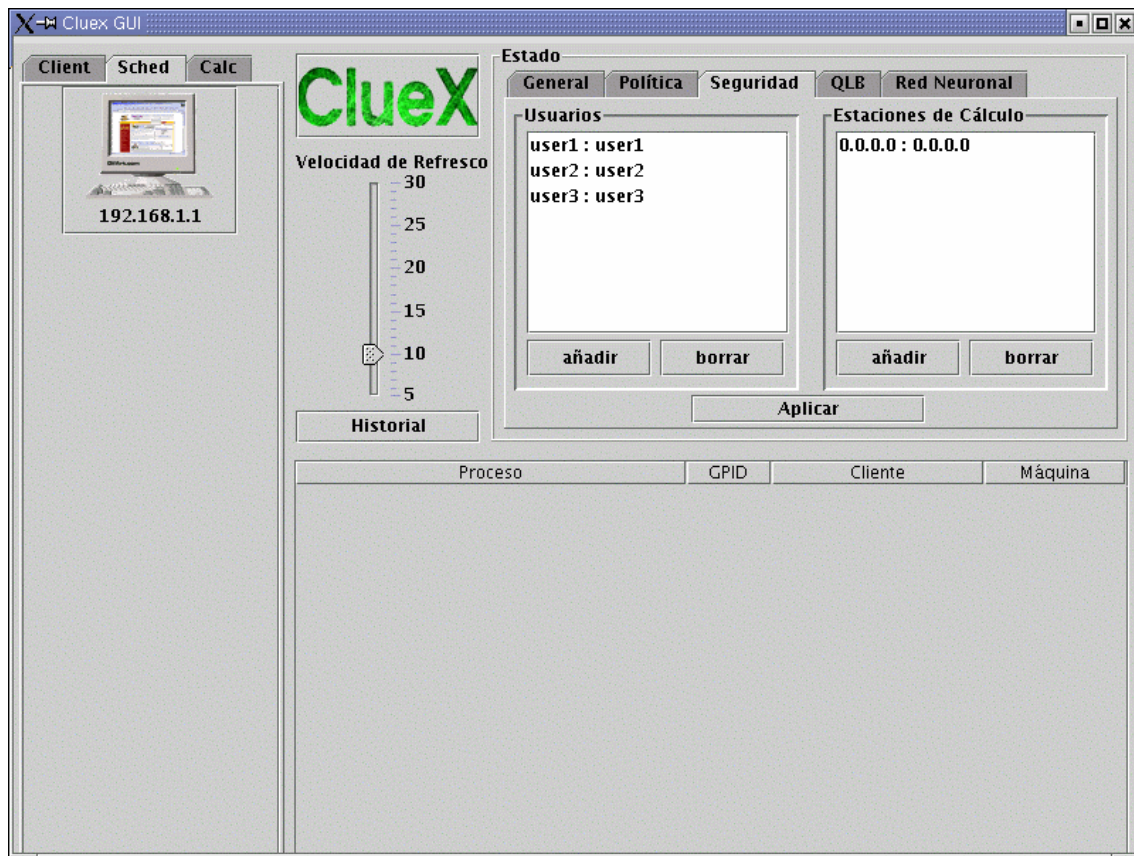 Cluex GUI
Client Sched Calc
192.168.1.1
ClueX
Velocidad de Refresco
30
25
20
15
10
5
Historial
Estado
General Política Seguridad QLB Red Neuronal
Usuarios
user1 : user1
user2 : user2
user3 : user3
añadir borrar
Estaciones de Cálculo
0.0.0.0 : 0.0.0.0
añadir borrar
Aplicar
Proceso GPID Cliente Máquina